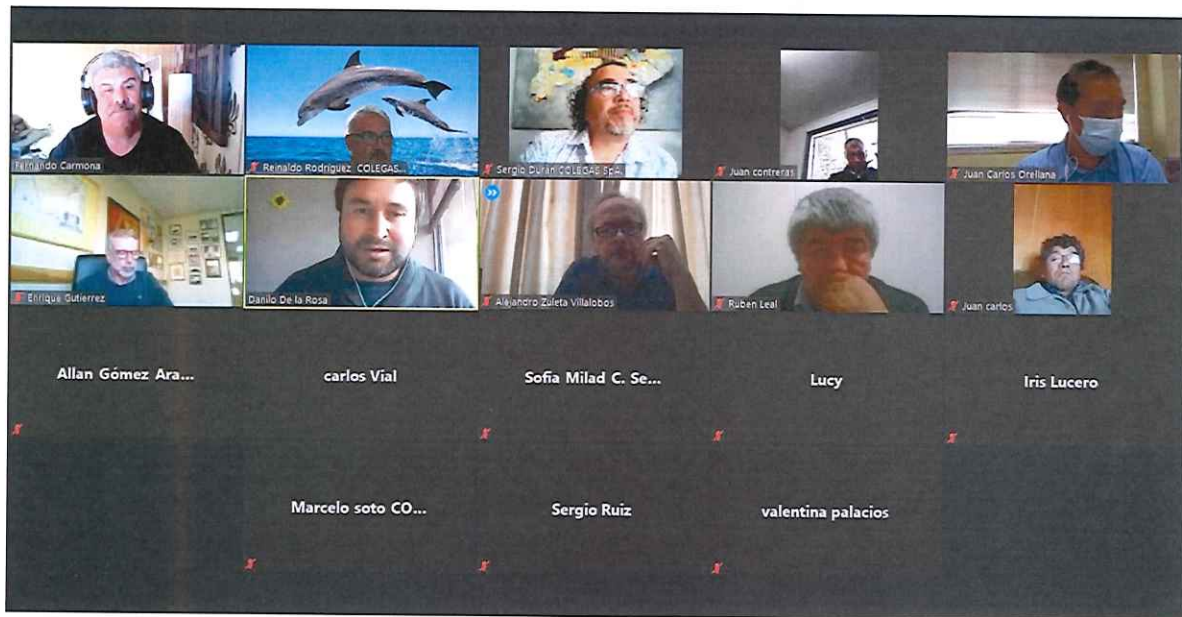 Fernando Carmona
Reinaldo Rodriguez COLEGAS...
Sergio Duran COLEGAS SpA.
Juan contreras
Juan Carlos Orellana
Enrique Gutierrez
Danilo De la Rosa
Alejandro Zuleta Villalobos
Ruben Leal
Juan carlos
Allan Gómez Ara...
carlos Vial
Sofia Milad C. Se...
Lucy
Iris Lucero
Marcelo soto CO...
Sergio Ruiz
valentina palacios